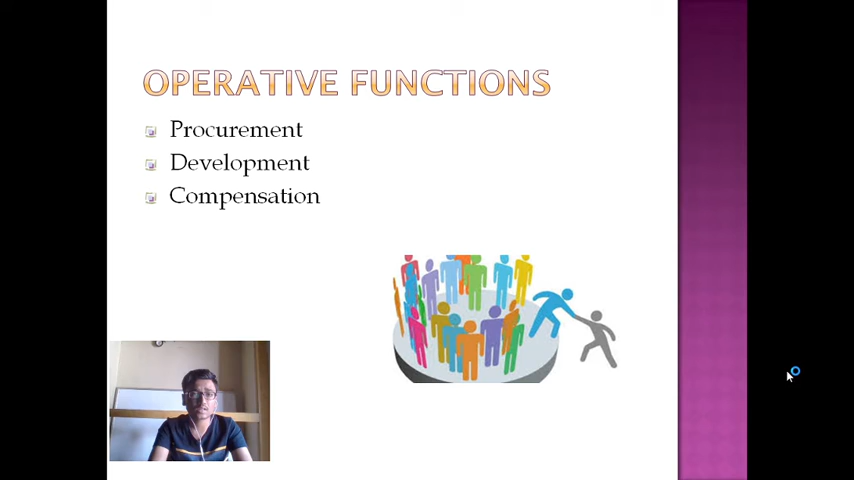 OPERATIVE FUNCTIONS
Procurement
Development
Compensation